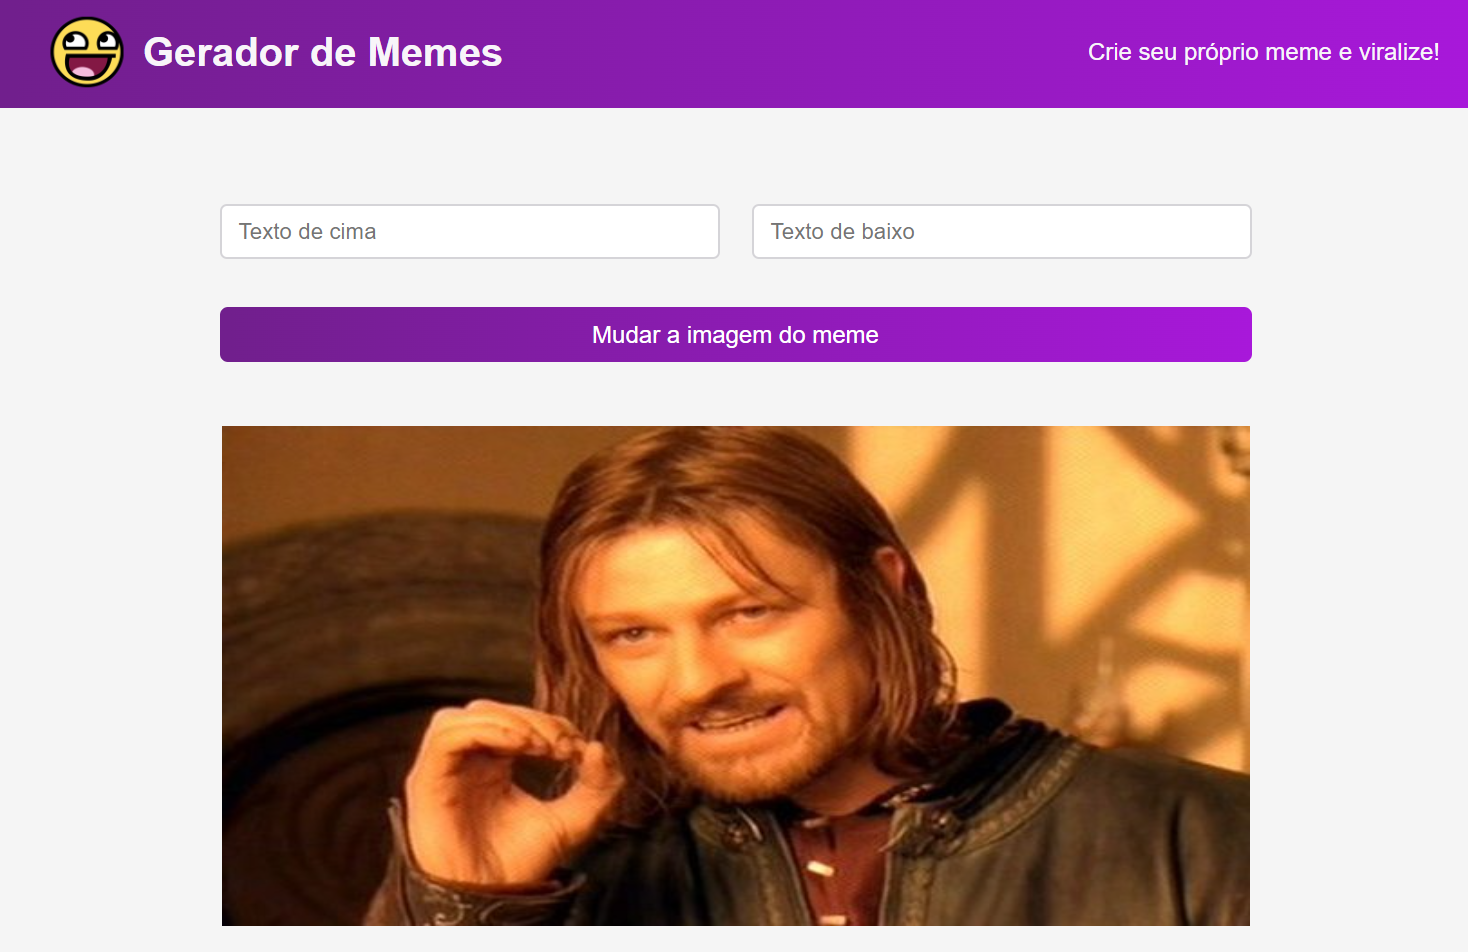 Gerador de Memes
Crie seu próprio meme e viralize!
Texto de cima
Texto de baixo
Mudar a imagem do meme